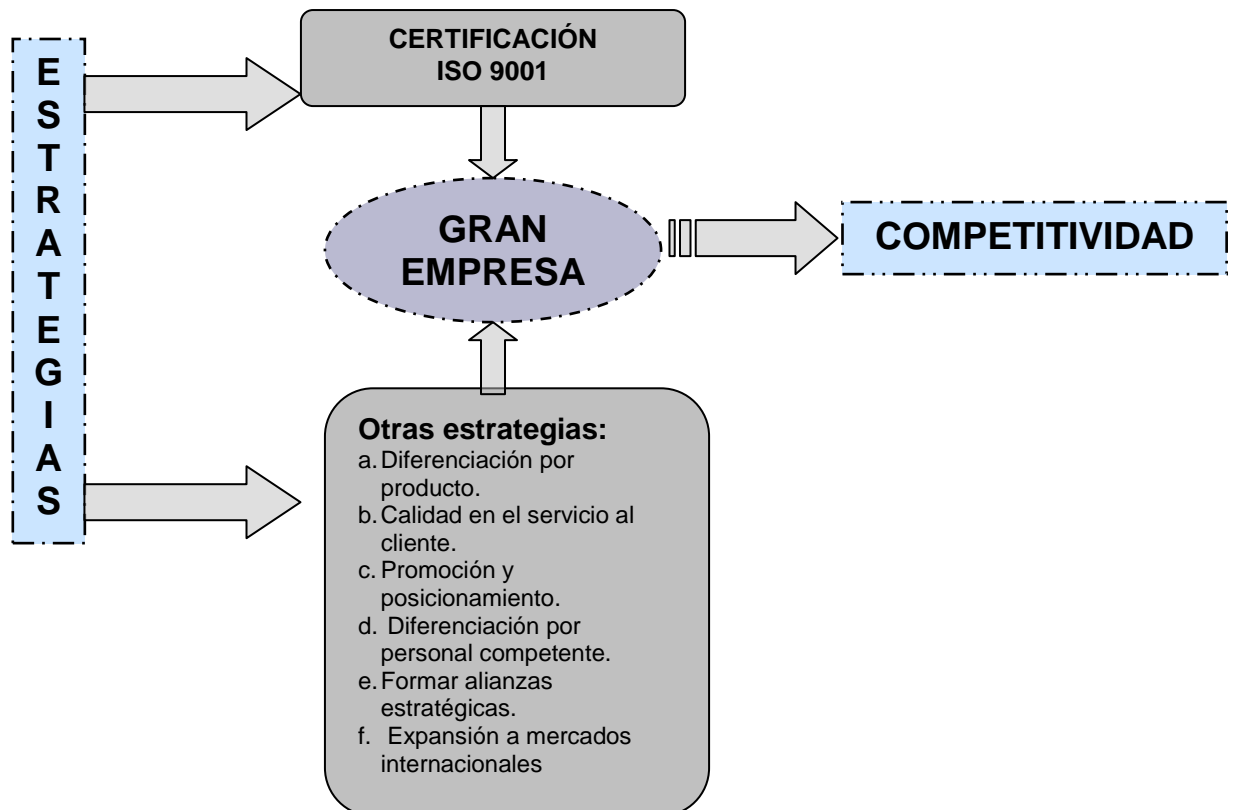 ESTRATEGIAS
CERTIFICACIÓN
ISO 9001
GRAN
EMPRESA
COMPETITIVIDAD
Otras estrategias:
a. Diferenciación por
producto.
b. Calidad en el servicio al
cliente.
c. Promoción y
posicionamiento.
d. Diferenciación por
personal competente.
e. Formar alianzas
estratégicas.
f. Expansión a mercados
internacionales